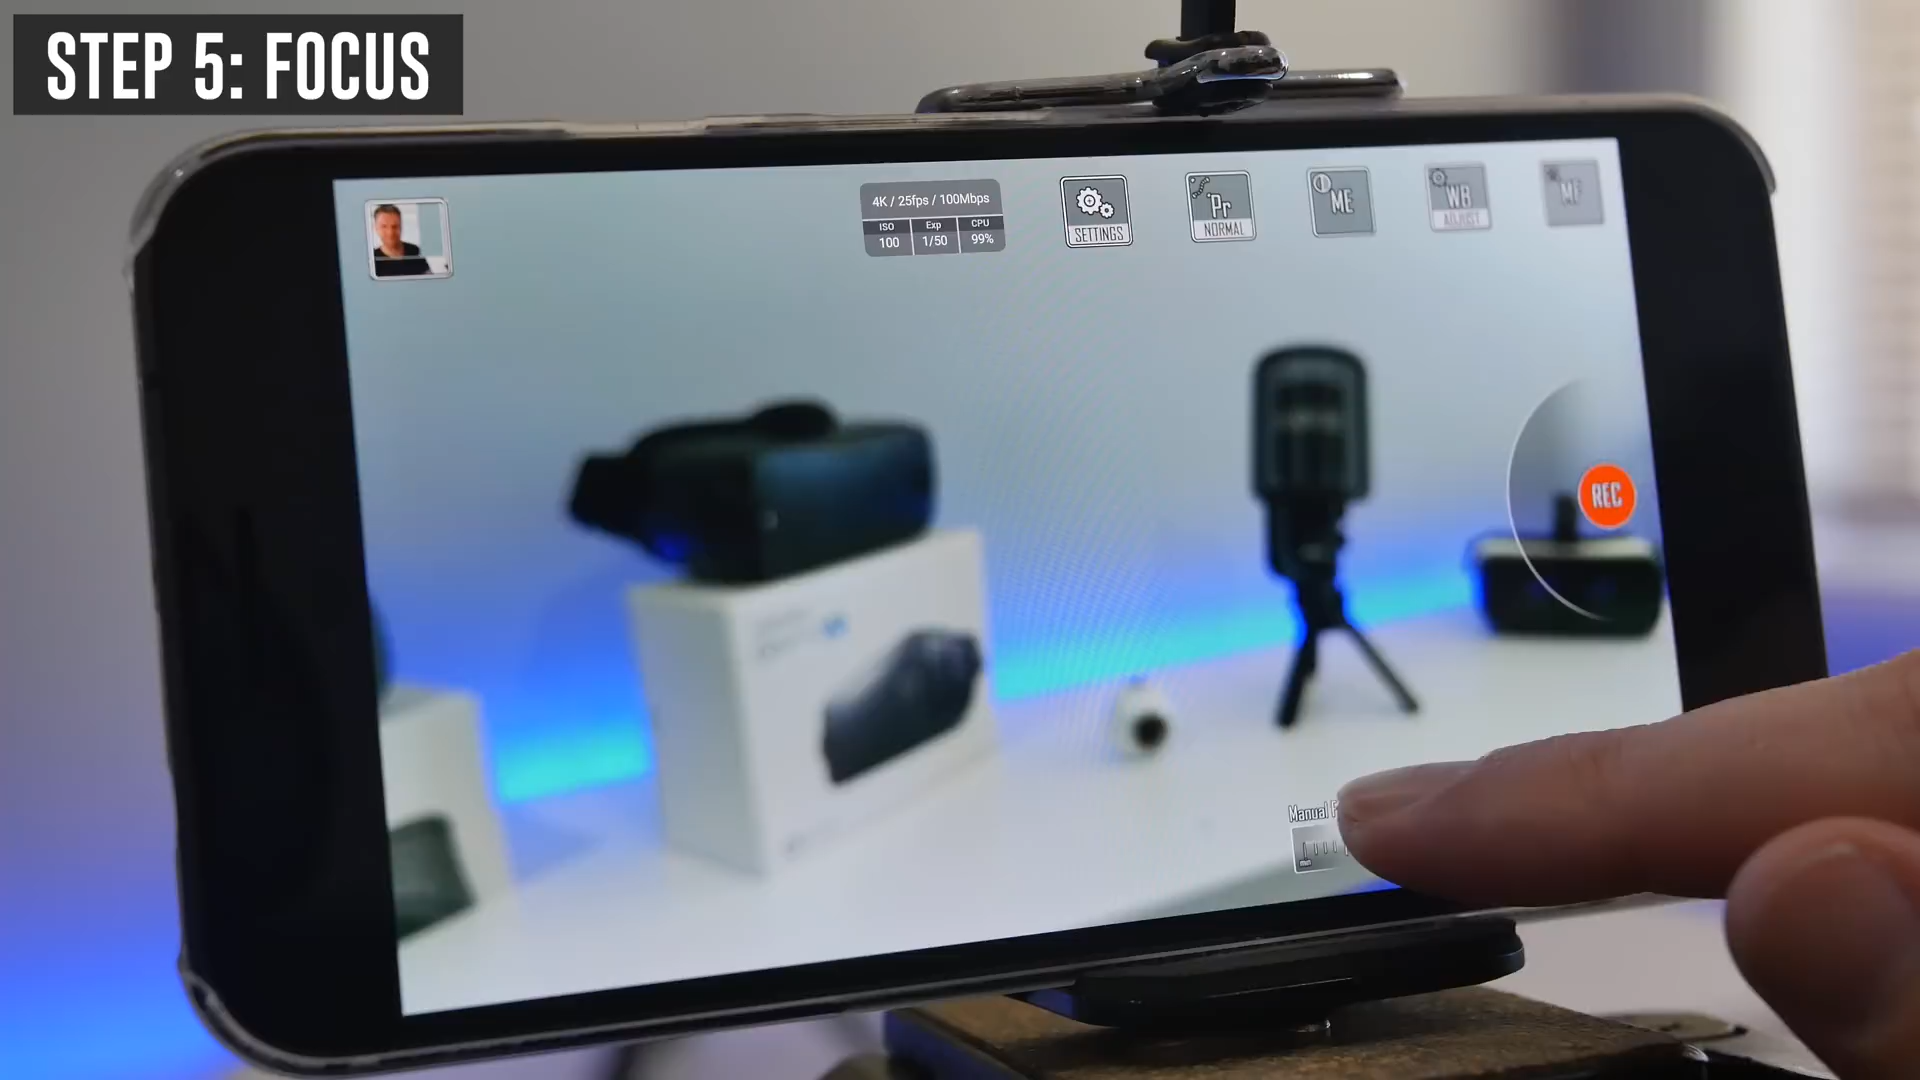 STEP 5: FOCUS
4K / 25fps / 100Mbps
ISO Exp CPU
100 1/50 99%
SETTINGS
Pr
NORMAL
ME
WB
ADJUST
MF
REC
Manual